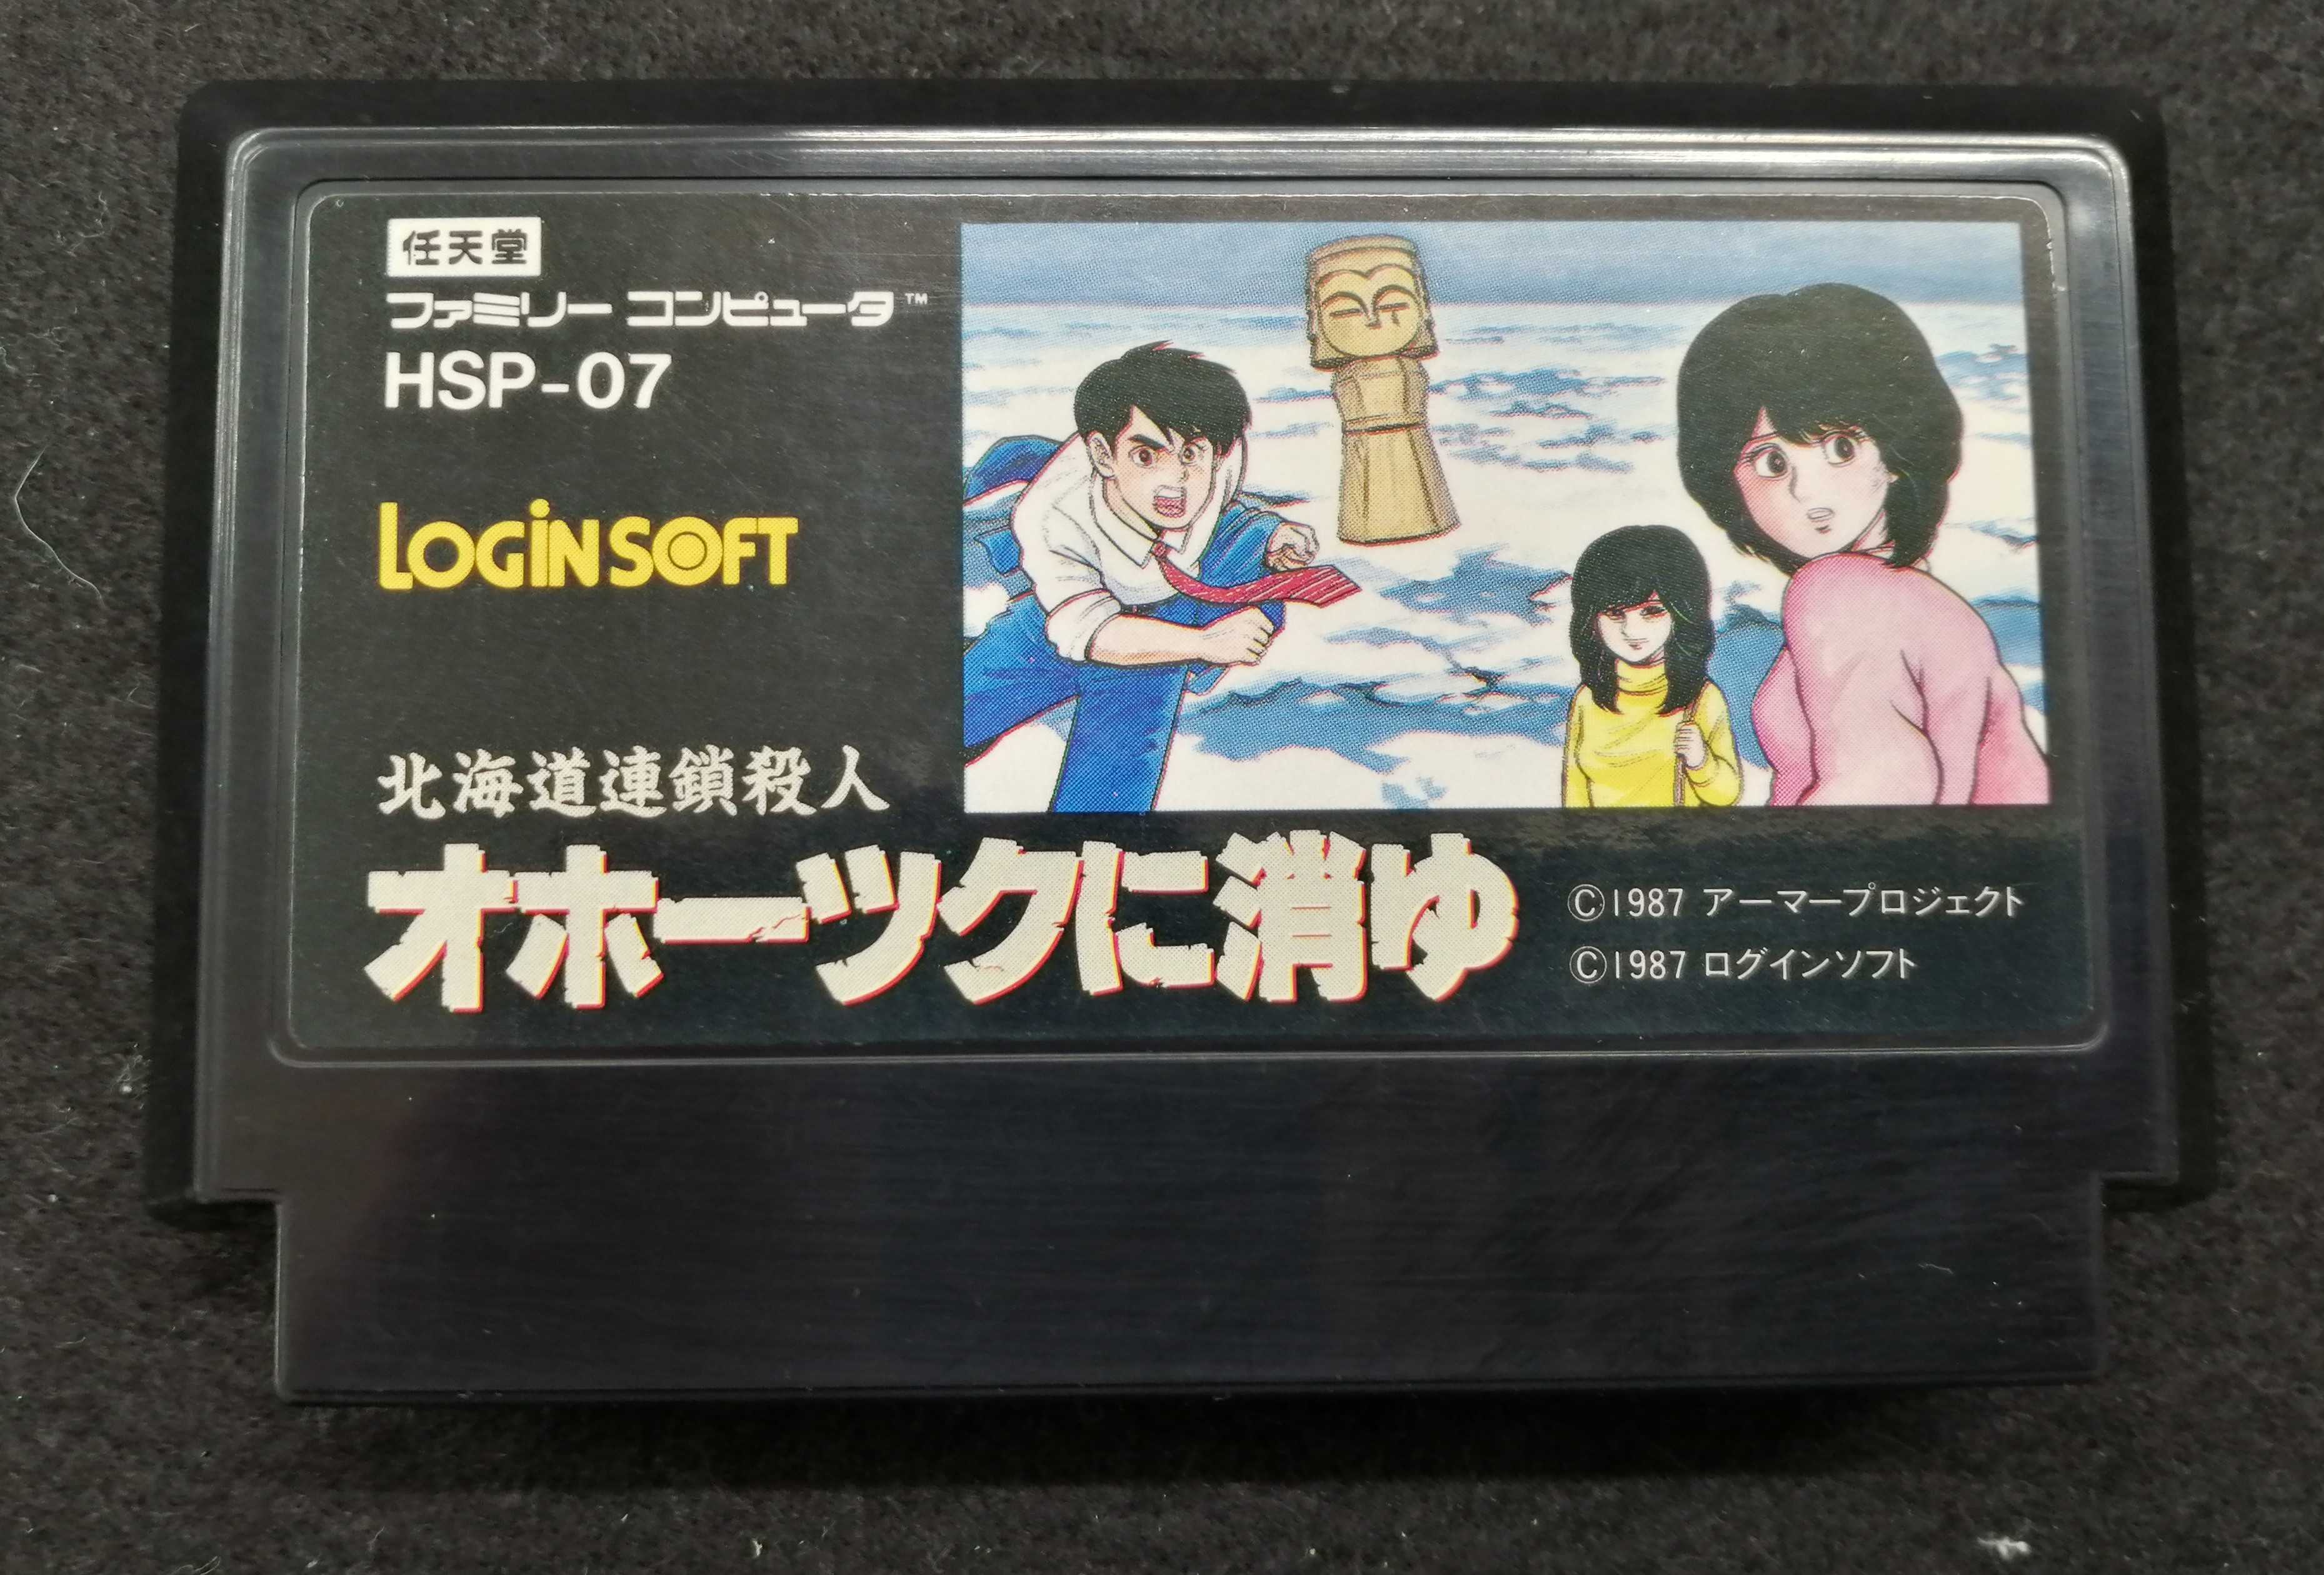 任天堂
ファミリー コンピュータ™
HSP-07
LOGiN SOFT
北海道連鎖殺人
オホーツクに消ゆ
©1987 アーマープロジェクト
©1987 ログインソフト